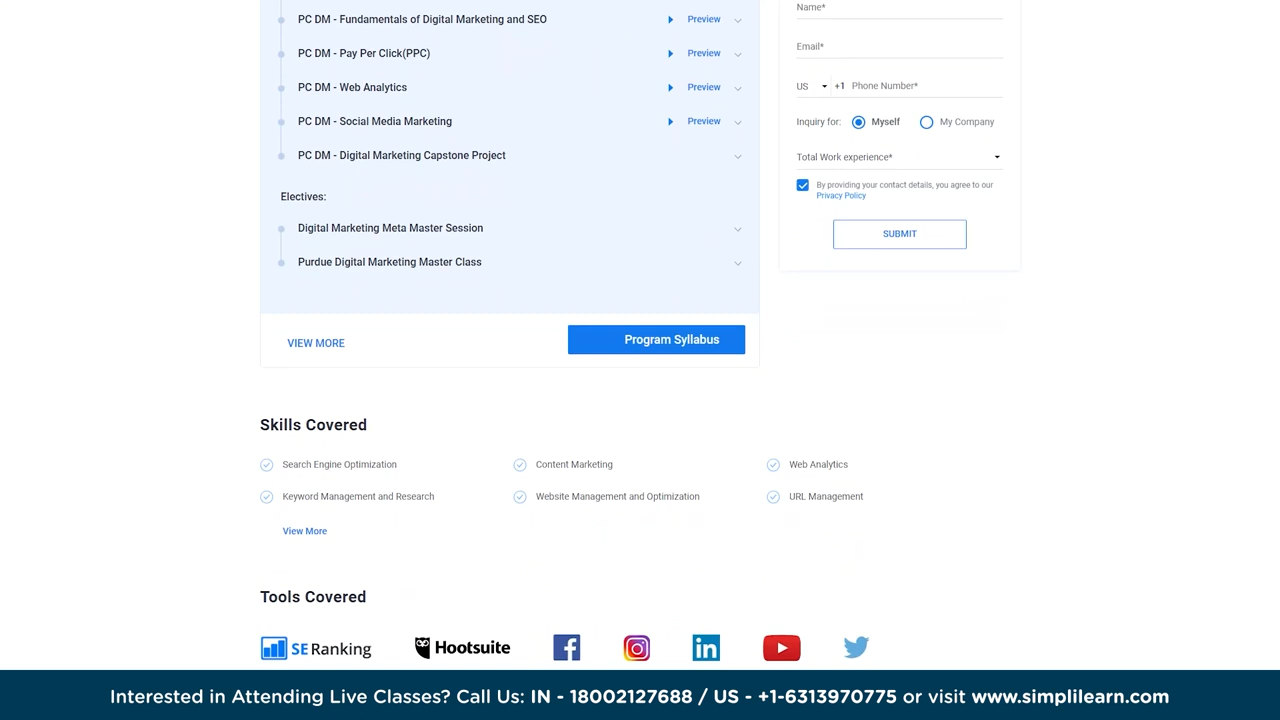 PC DM - Fundamentals of Digital Marketing and SEO Preview
PC DM - Pay Per Click(PPC) Preview
PC DM - Web Analytics Preview
PC DM - Social Media Marketing Preview
PC DM - Digital Marketing Capstone Project
Electives:
Digital Marketing Meta Master Session
Purdue Digital Marketing Master Class
VIEW MORE Program Syllabus
Name*
Email*
US +1 Phone Number*
Inquiry for: Myself My Company
Total Work experience*
By providing your contact details, you agree to our
Privacy Policy
SUBMIT
Skills Covered
Search Engine Optimization Content Marketing Web Analytics
Keyword Management and Research Website Management and Optimization URL Management
View More
Tools Covered
SE Ranking Hootsuite in
Interested in Attending Live Classes? Call Us: IN - 18002127688 / US - +1-6313970775 or visit www.simplilearn.com